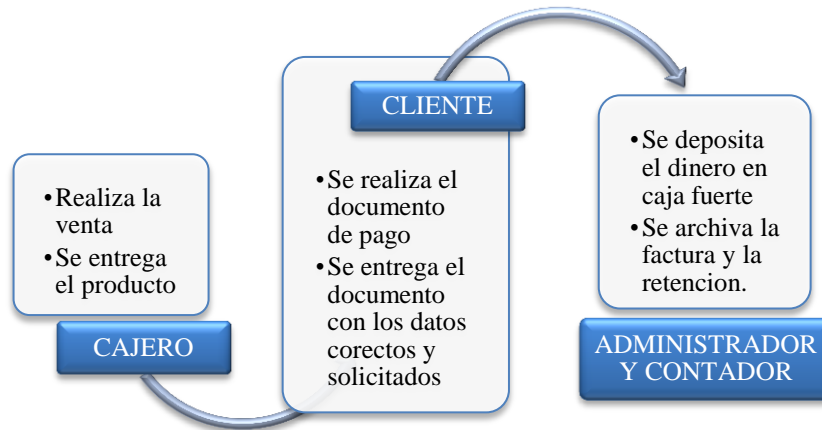 •Realiza la
venta
•Se entrega
el producto
CAJERO
CLIENTE
•Se realiza el
documento
de pago
•Se entrega el
documento
con los datos
corectos y
solicitados
•Se deposita
el dinero en
caja fuerte
•Se archiva la
factura y la
retencion.
ADMINISTRADOR
Y CONTADOR